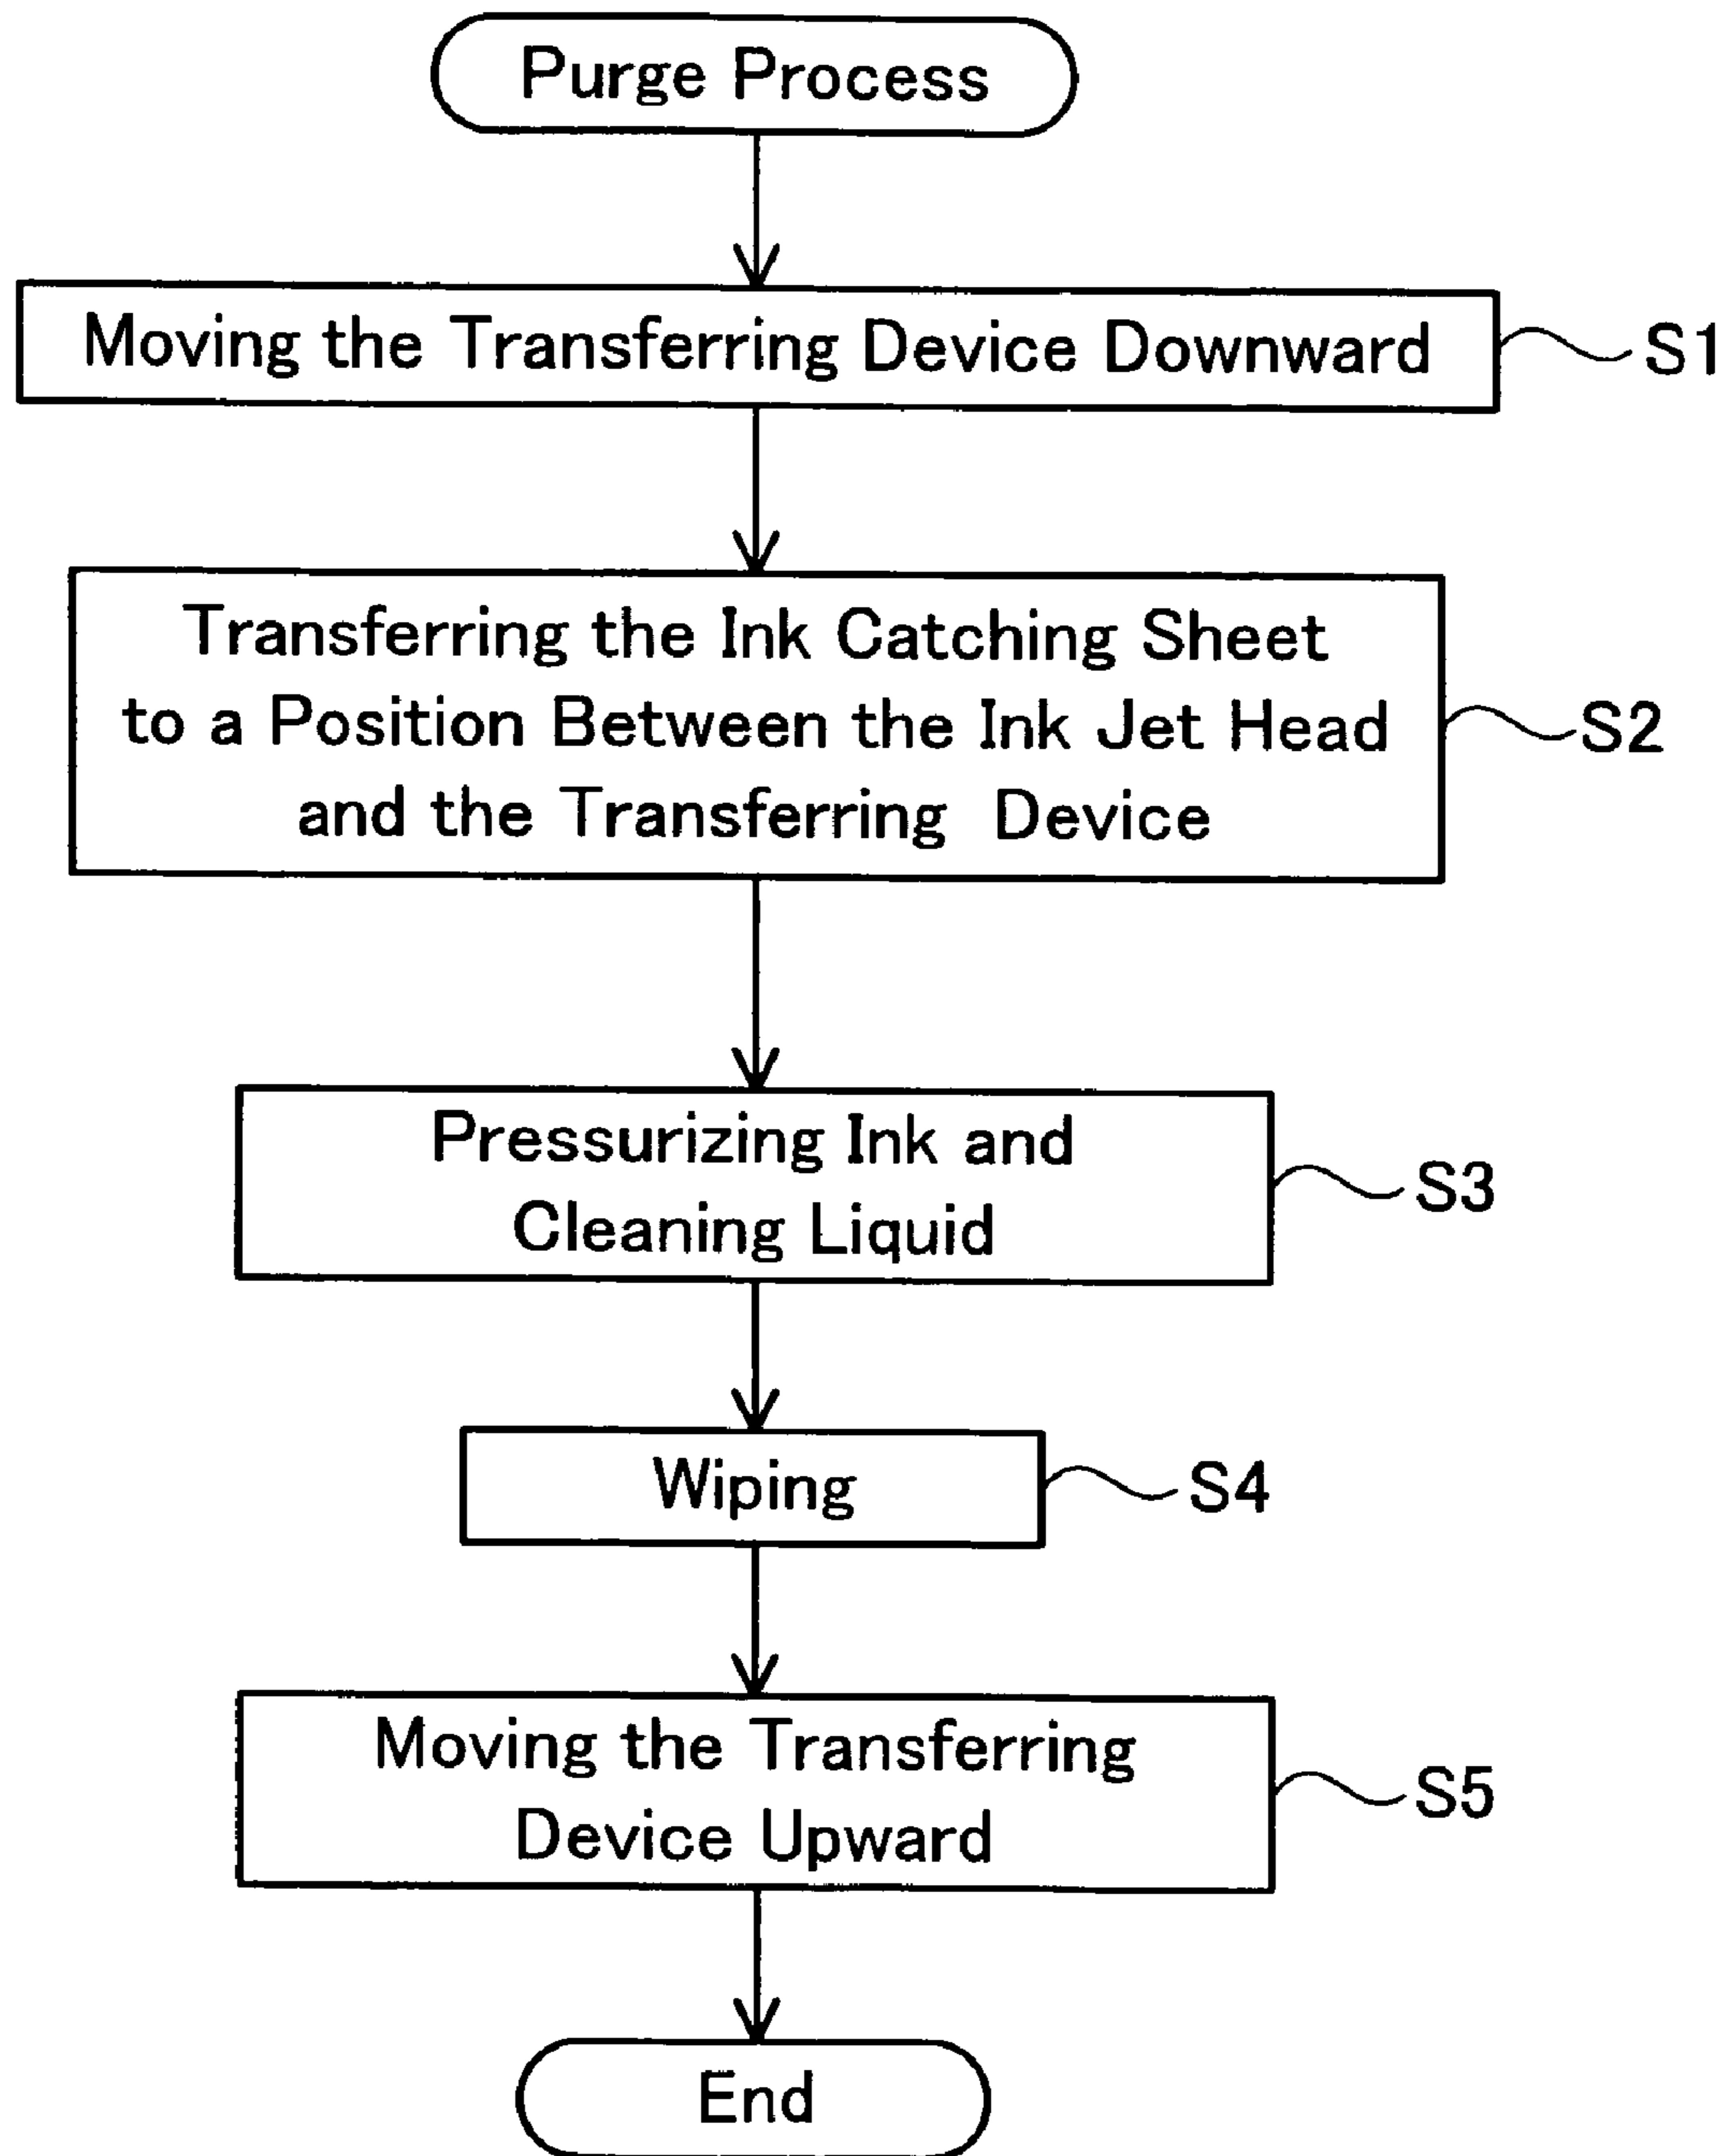 Purge Process
Moving the Transferring Device Downward
S1
Transferring the Ink Catching Sheet
to a Position Between the Ink Jet Head
and the Transferring Device
S2
Pressurizing Ink and
Cleaning Liquid
S3
Wiping
S4
Moving the Transferring
Device Upward
S5
End